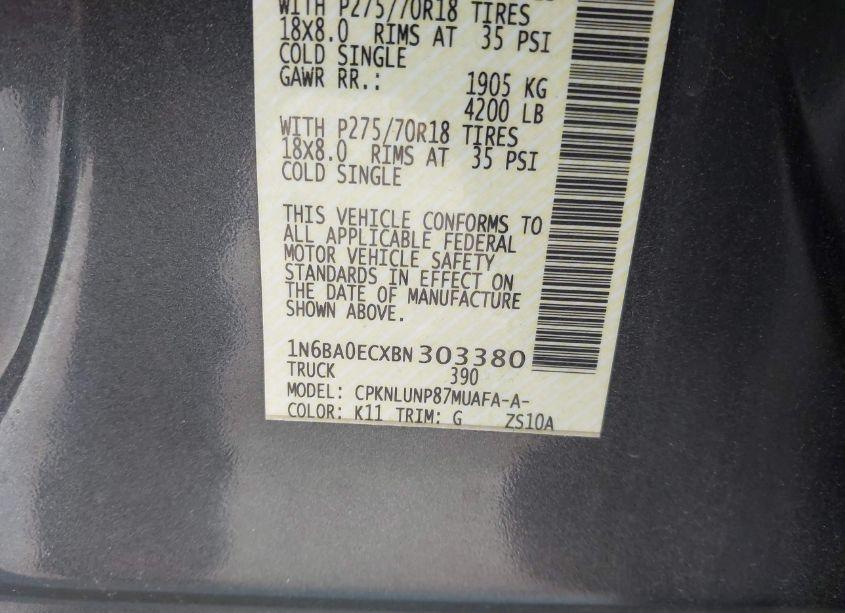 WITH P275/70R18 TIRES
18X8.0 RIMS AT 35 PSI
COLD SINGLE
GAWR RR.: 1905 KG
4200 LB
WITH P275/70R18 TIRES
18X8.0 RIMS AT 35 PSI
COLD SINGLE
THIS VEHICLE CONFORMS TO
ALL APPLICABLE FEDERAL
MOTOR VEHICLE SAFETY
STANDARDS IN EFFECT ON
THE DATE OF MANUFACTURE
SHOWN ABOVE.
1N6BA0ECXBN 303380
TRUCK 390
MODEL: CPKNLUNP87MUAFA-A-
COLOR: K11 TRIM: G ZS10A